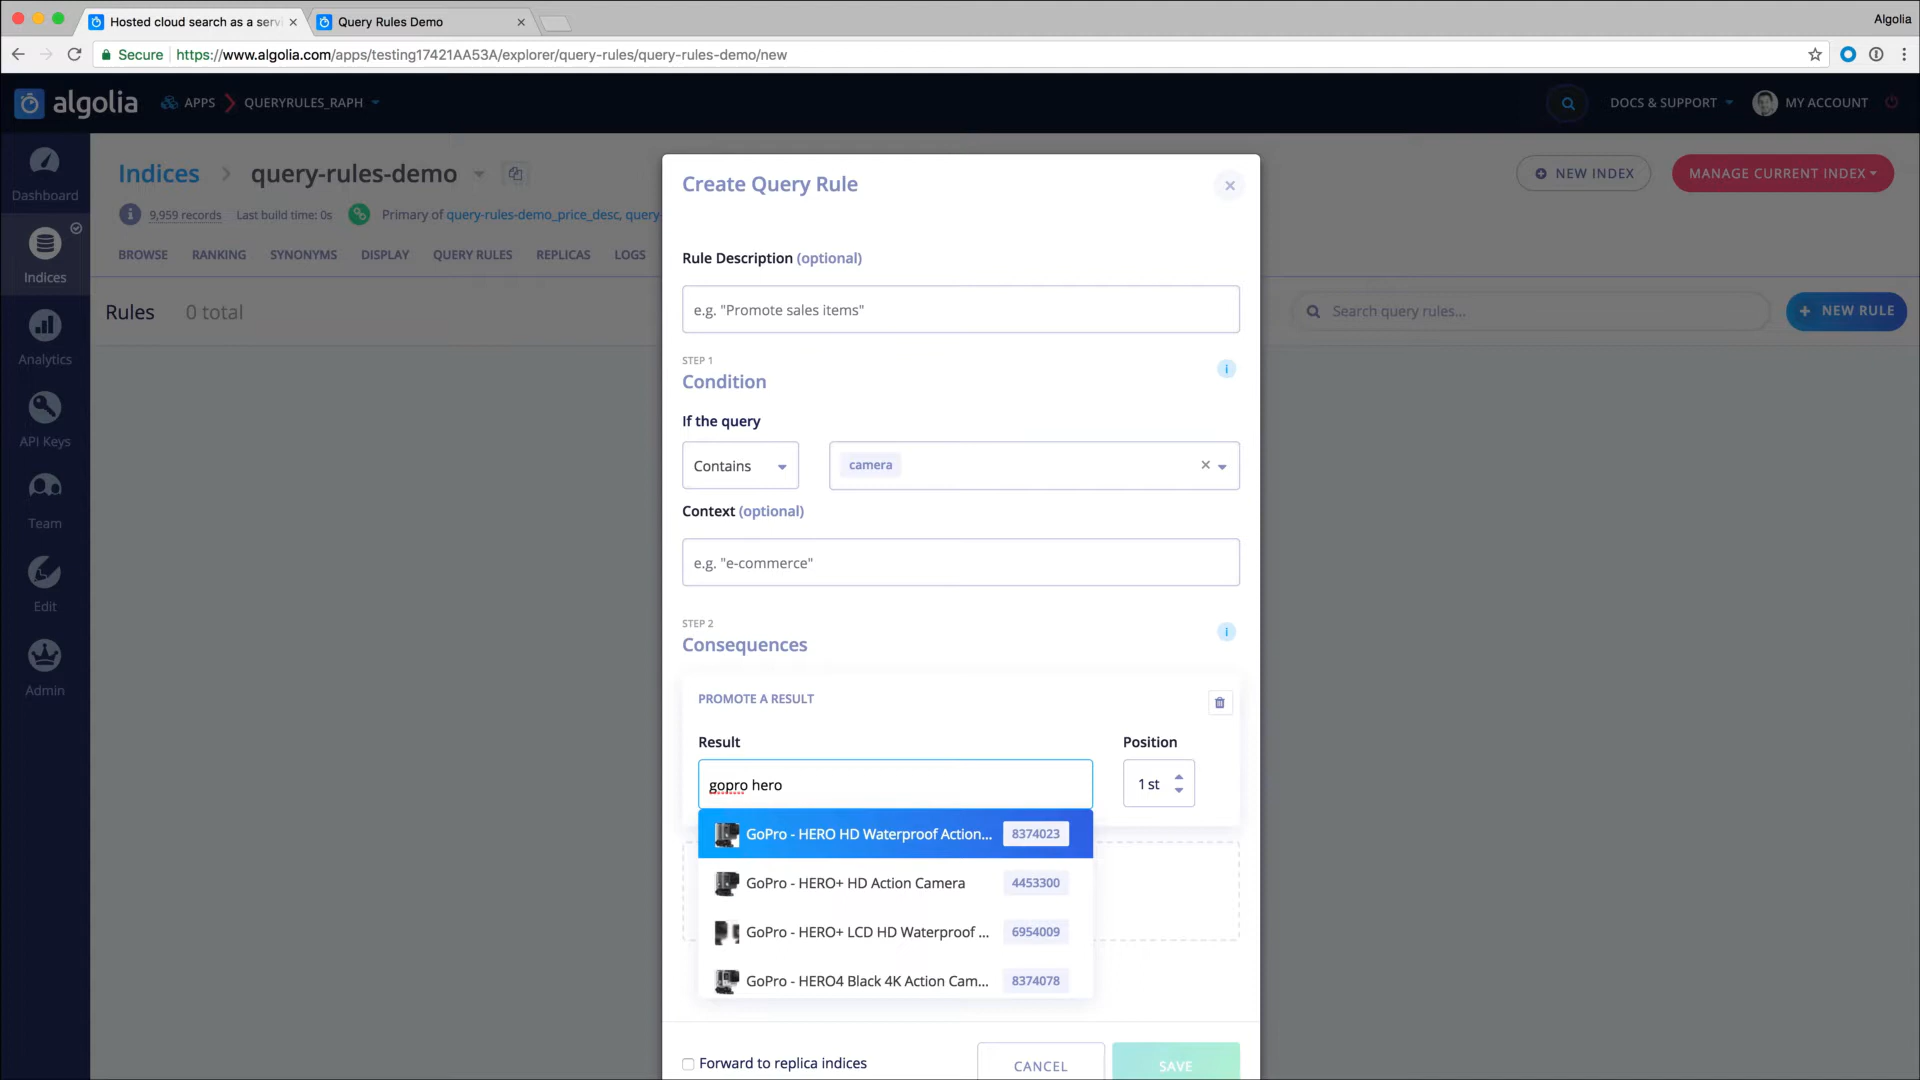 Hosted cloud search as a serv
Query Rules Demo
Algolia
Secure
https://www.algolia.com/apps/testing17421AA53A/explorer/query-rules/query-rules-demo/new
algolia
APPS
QUERYRULES_RAPH
DOCS & SUPPORT
MY ACCOUNT
Dashboard
Indices
Analytics
API Keys
Team
Edit
Admin
Indices > query-rules-demo
NEW INDEX
MANAGE CURRENT INDEX
9,959 records Last build time: 0s Primary of query-rules-demo_price_desc, query-
BROWSE RANKING SYNONYMS DISPLAY QUERY RULES REPLICAS LOGS
Rules 0 total
Search query rules...
+ NEW RULE
Create Query Rule
Rule Description (optional)
e.g. "Promote sales items"
STEP 1
Condition
If the query
Contains
camera
Context (optional)
e.g. "e-commerce"
STEP 2
Consequences
PROMOTE A RESULT
Result
Position
gopro hero
1 st
GoPro - HERO HD Waterproof Action... 8374023
GoPro - HERO+ HD Action Camera 4453300
GoPro - HERO+ LCD HD Waterproof ... 6954009
GoPro - HERO4 Black 4K Action Cam... 8374078
Forward to replica indices
CANCEL
SAVE